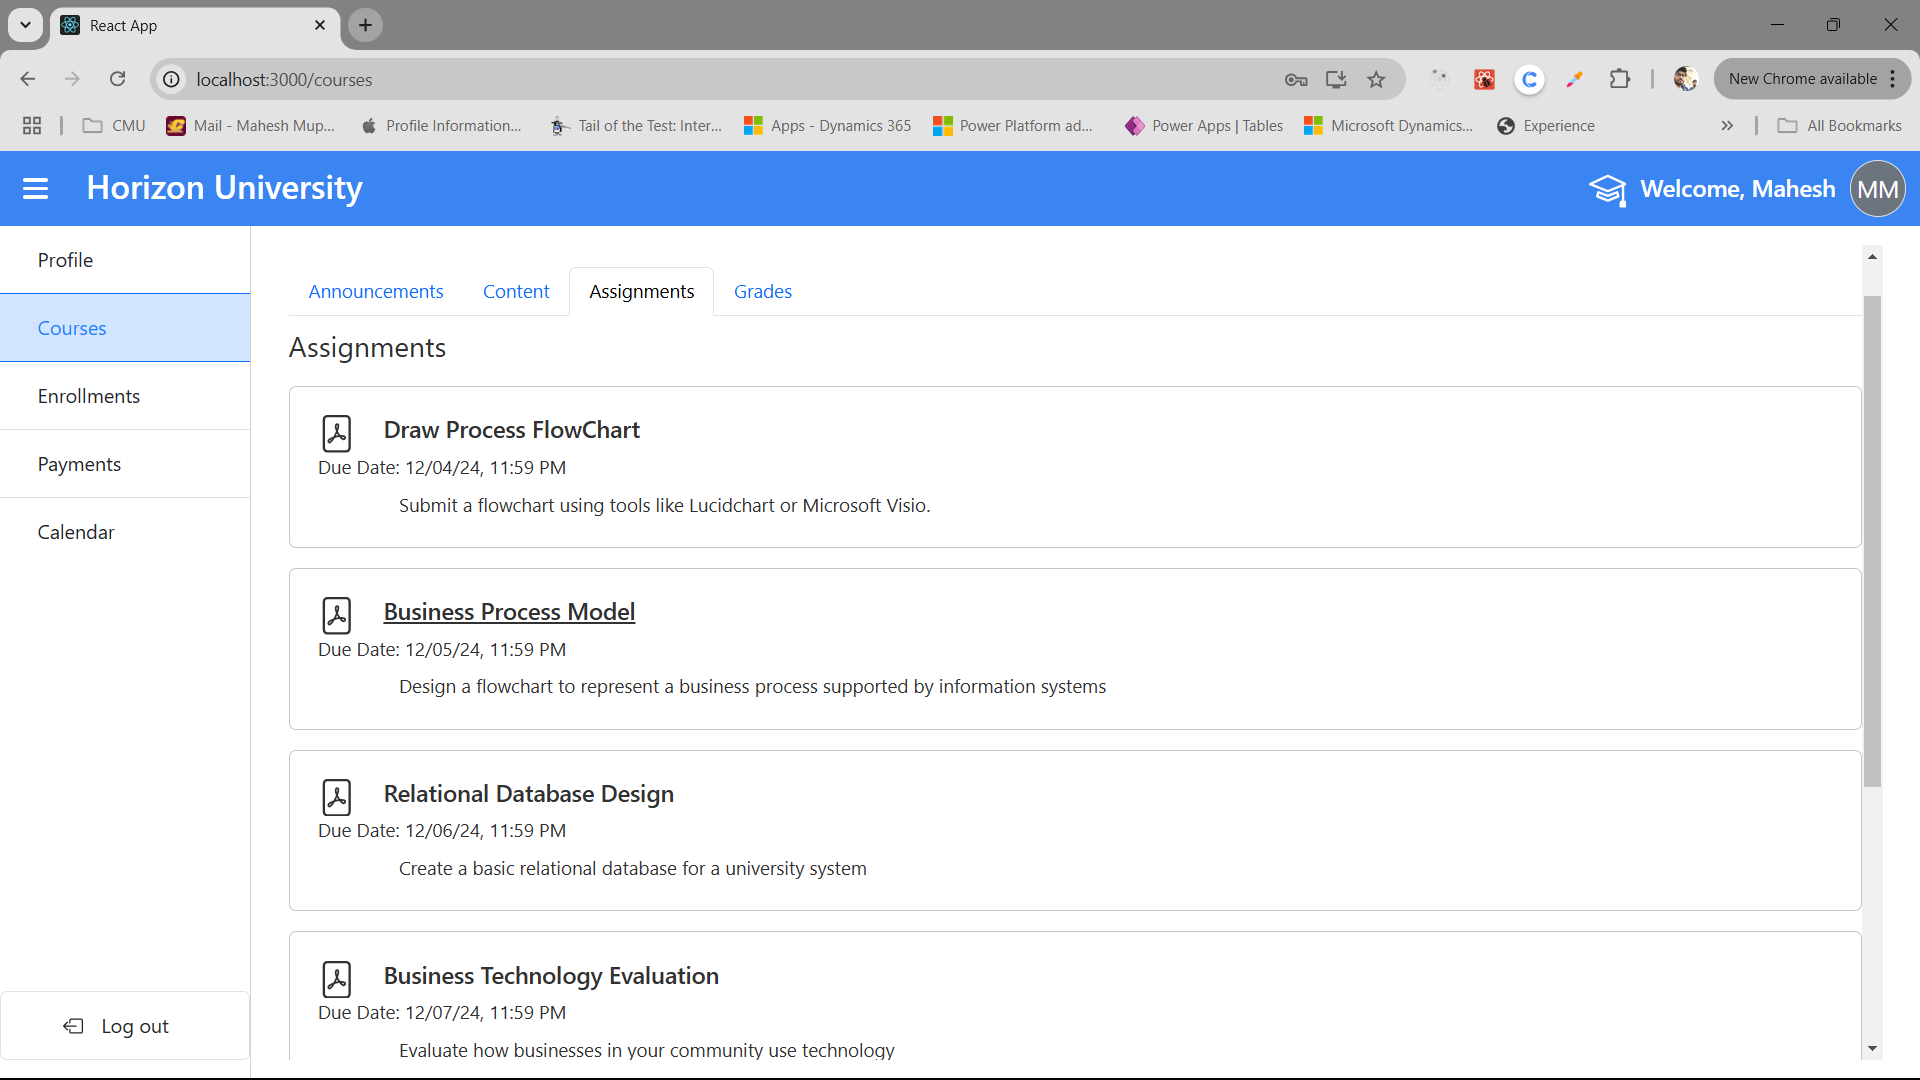 React App
localhost:3000/courses
New Chrome available
CMU
Mail - Mahesh Mup...
Profile Information...
Tail of the Test: Inter...
Apps - Dynamics 365
Power Platform ad...
Power Apps | Tables
Microsoft Dynamics...
Experience
All Bookmarks
Horizon University
Welcome, Mahesh
MM
Profile
Courses
Enrollments
Payments
Calendar
Log out
Announcements
Content
Assignments
Grades
Assignments
Draw Process FlowChart
Due Date: 12/04/24, 11:59 PM
Submit a flowchart using tools like Lucidchart or Microsoft Visio.
Business Process Model
Due Date: 12/05/24, 11:59 PM
Design a flowchart to represent a business process supported by information systems
Relational Database Design
Due Date: 12/06/24, 11:59 PM
Create a basic relational database for a university system
Business Technology Evaluation
Due Date: 12/07/24, 11:59 PM
Evaluate how businesses in your community use technology